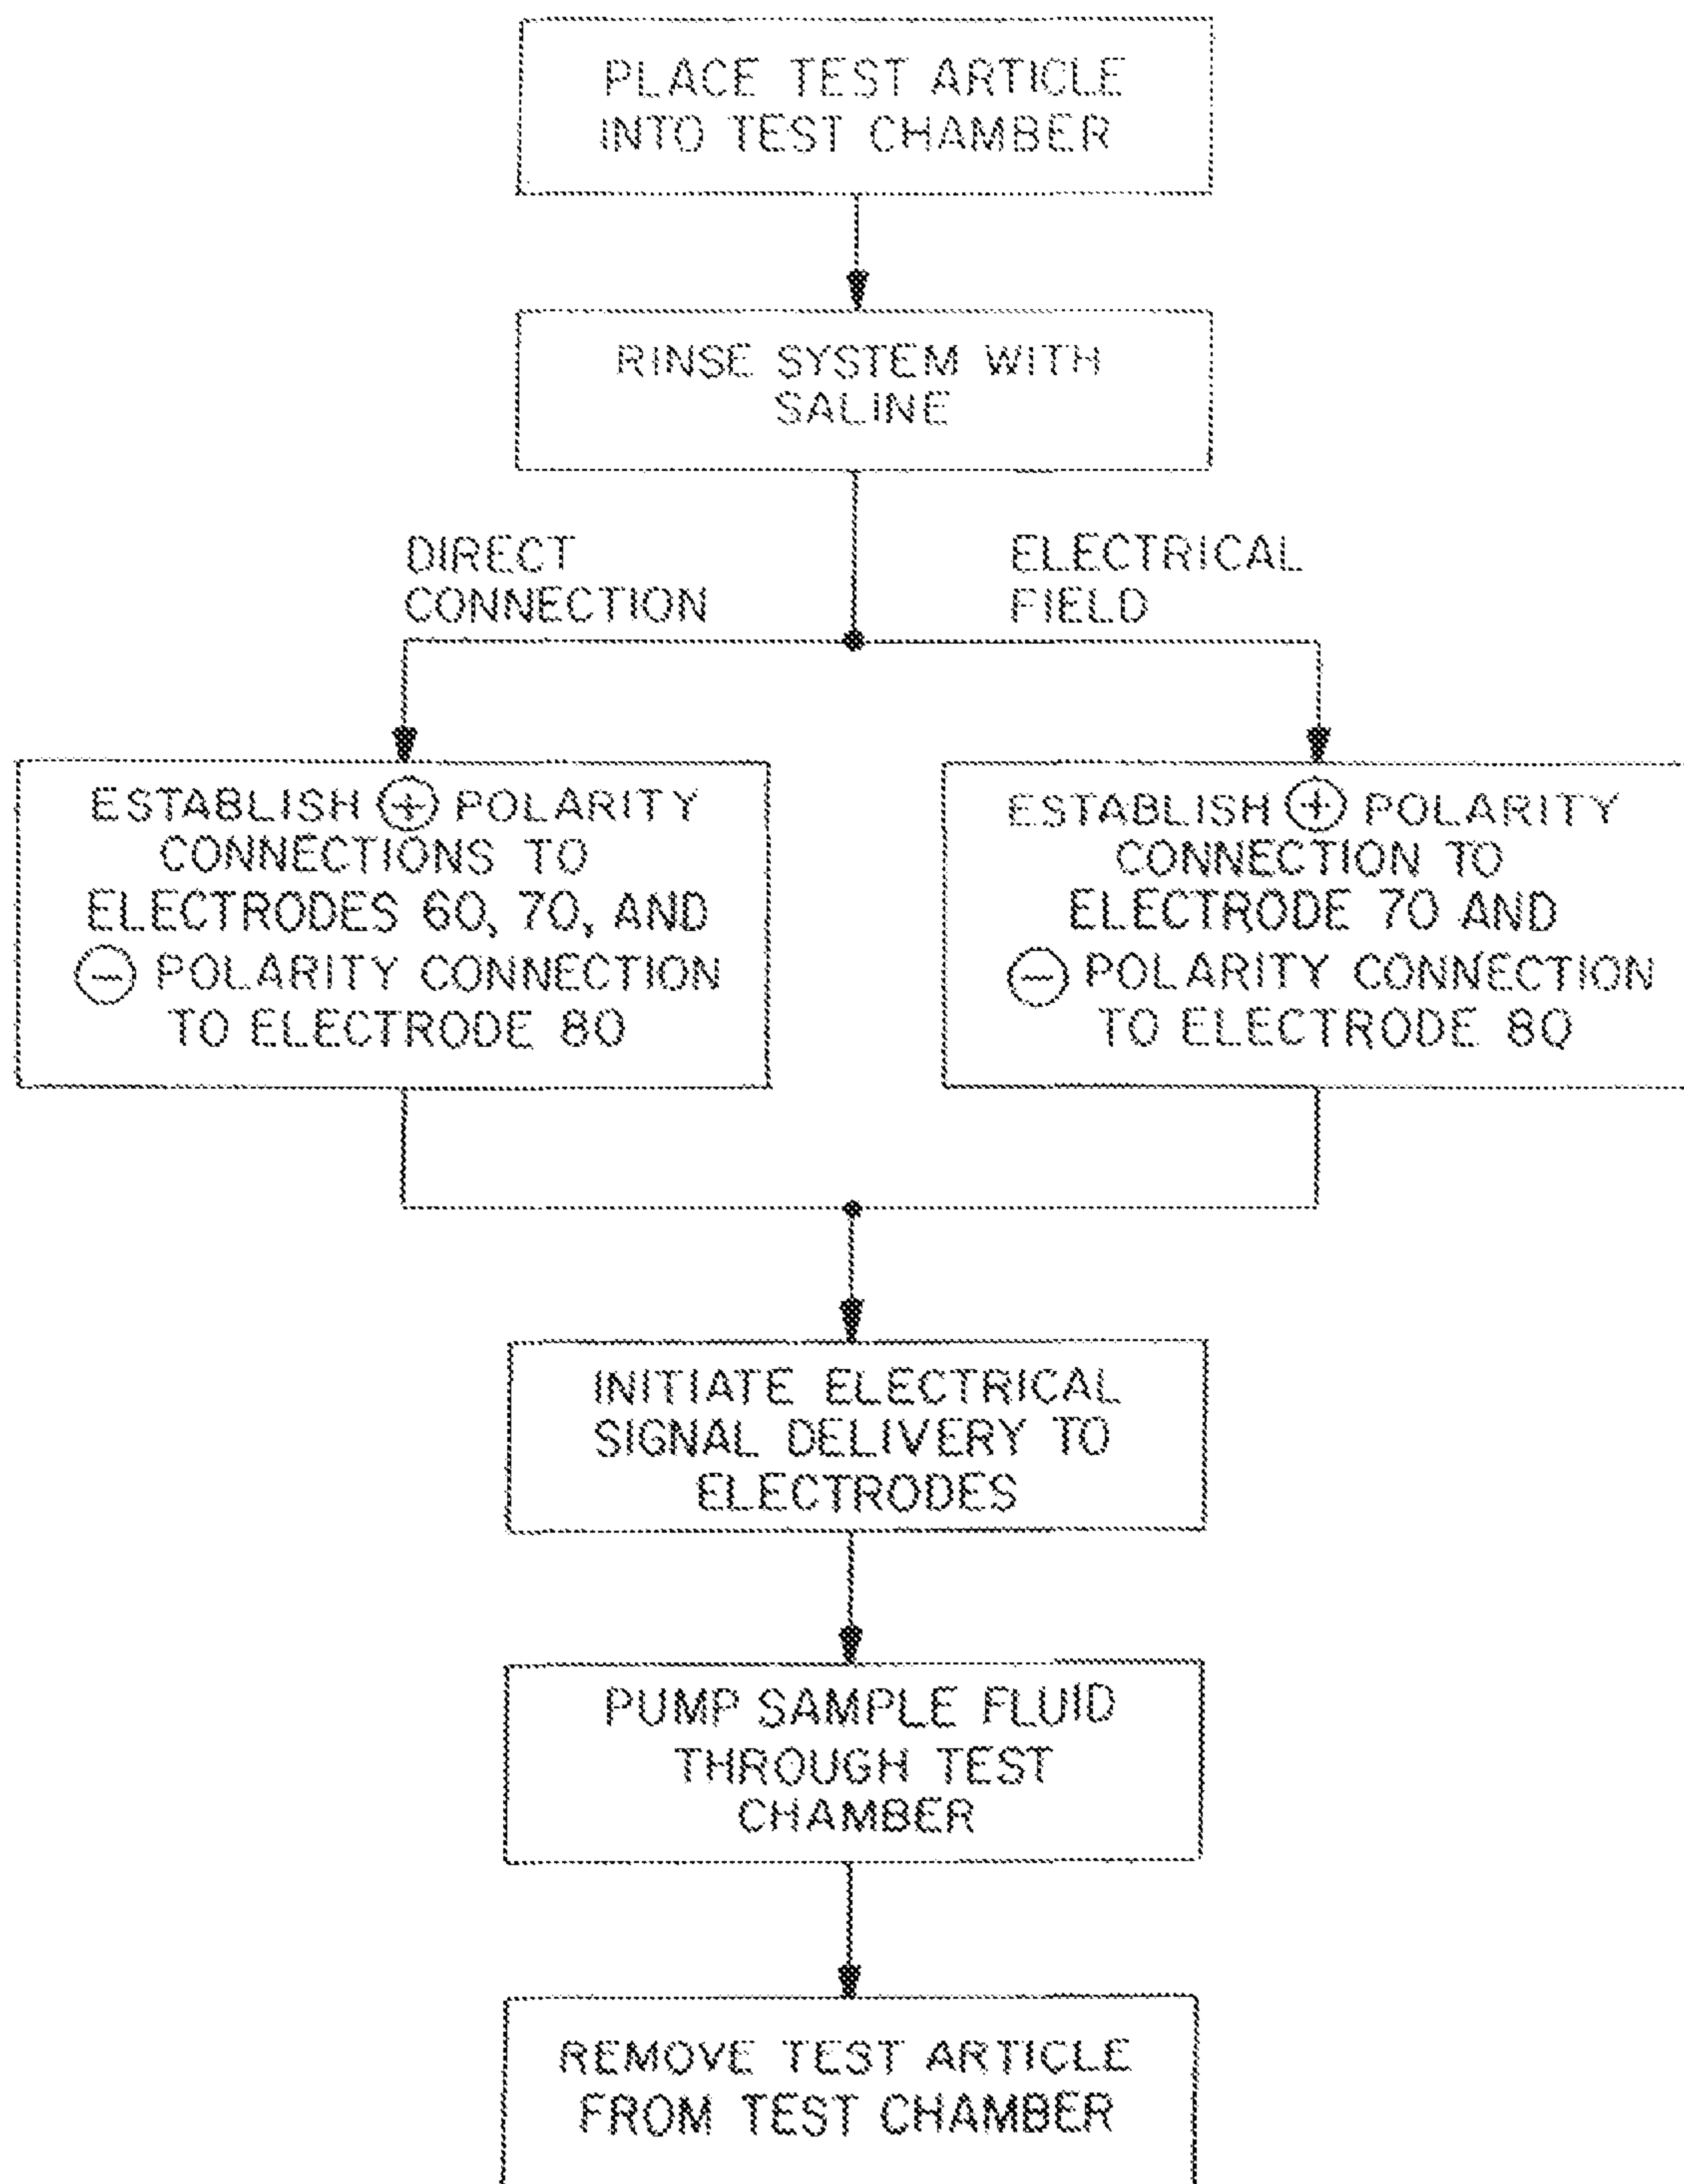 PLACE TEST ARTICLE
INTO TEST CHAMBER
RINSE SYSTEM WITH
SALINE
DIRECT
CONNECTION
ELECTRICAL
FIELD
ESTABLISH ⊕ POLARITY
CONNECTIONS TO
ELECTRODES 60, 70, AND
⊖ POLARITY CONNECTION
TO ELECTRODE 80
ESTABLISH ⊕ POLARITY
CONNECTION TO
ELECTRODE 70 AND
⊖ POLARITY CONNECTION
TO ELECTRODE 80
INITIATE ELECTRICAL
SIGNAL DELIVERY TO
ELECTRODES
PUMP SAMPLE FLUID
THROUGH TEST
CHAMBER
REMOVE TEST ARTICLE
FROM TEST CHAMBER